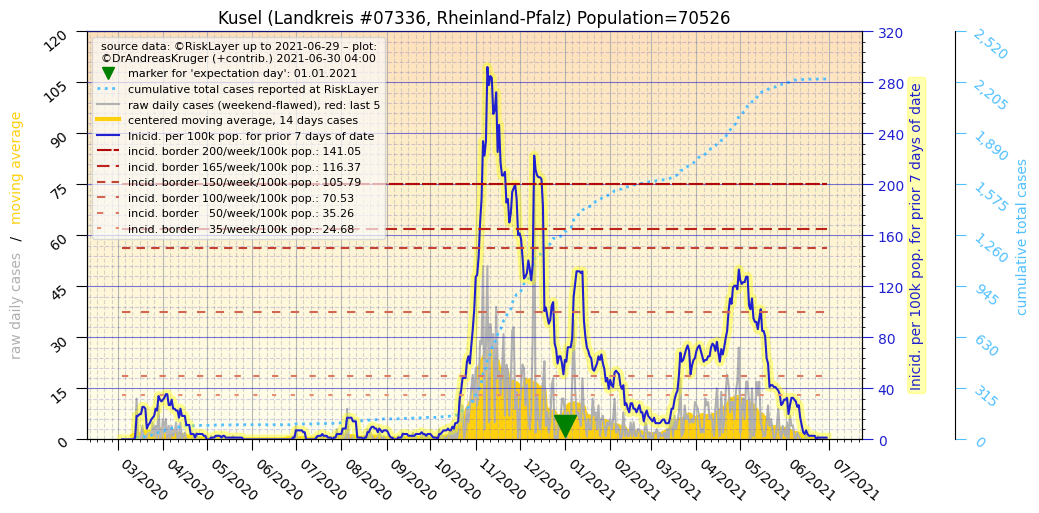 Kusel (Landkreis #07336, Rheinland-Pfalz) Population=70526
source data: ©RiskLayer up to 2021-06-29 – plot:
©DrAndreasKruger (+contrib.) 2021-06-30 04:00
marker for 'expectation day': 01.01.2021
cumulative total cases reported at RiskLayer
raw daily cases (weekend-flawed), red: last 5
centered moving average, 14 days cases
Inicid. per 100k pop. for prior 7 days of date
incid. border 200/week/100k pop.: 141.05
incid. border 165/week/100k pop.: 116.37
incid. border 150/week/100k pop.: 105.79
incid. border 100/week/100k pop.: 70.53
incid. border   50/week/100k pop.: 35.26
incid. border   35/week/100k pop.: 24.68
raw daily cases / moving average
120
105
90
75
60
45
30
15
0
03/2020
04/2020
05/2020
06/2020
07/2020
08/2020
09/2020
10/2020
11/2020
12/2020
01/2021
02/2021
03/2021
04/2021
05/2021
06/2021
07/2021
320
280
240
200
160
120
80
40
0
Inicid. per 100k pop. for prior 7 days of date
2,520
2,205
1,890
1,575
1,260
945
630
315
0
cumulative total cases